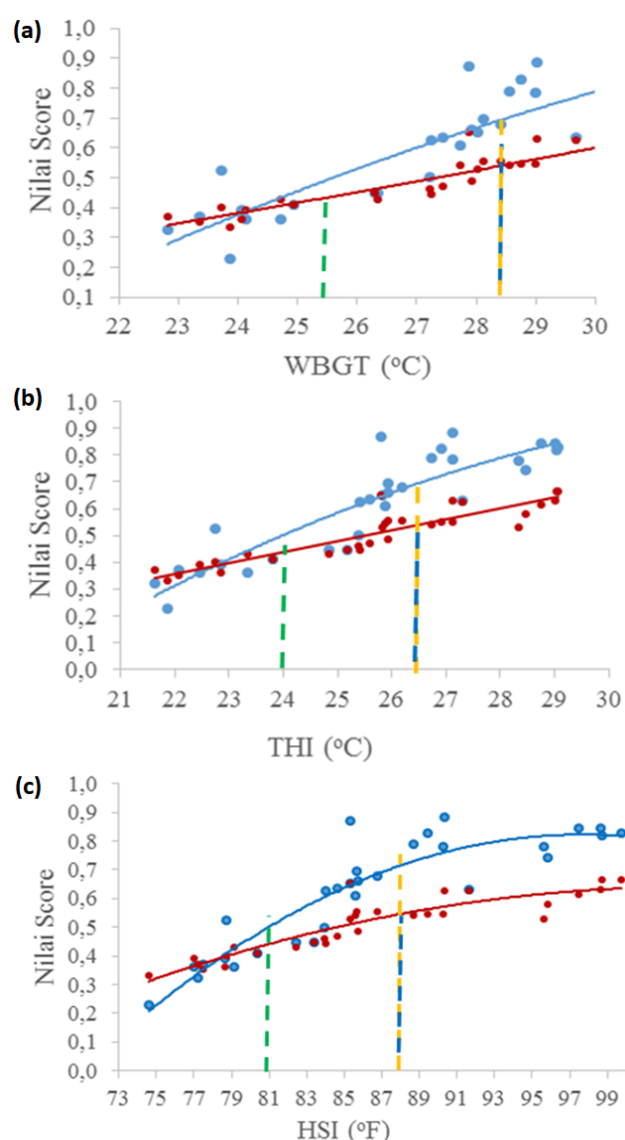 (a)
1,0
0,9
0,8
0,7
0,6
0,5
0,4
0,3
0,2
0,1
Nilai Score
22 23 24 25 26 27 28 29 30
WBGT (°C)
(b)
1,0
0,9
0,8
0,7
0,6
0,5
0,4
0,3
0,2
0,1
0,0
Nilai Score
21 22 23 24 25 26 27 28 29 30
THI (°C)
(c)
1,0
0,9
0,8
0,7
0,6
0,5
0,4
0,3
0,2
0,1
0,0
Nilai Score
73 75 77 79 81 83 85 87 89 91 93 95 97 99
HSI (°F)